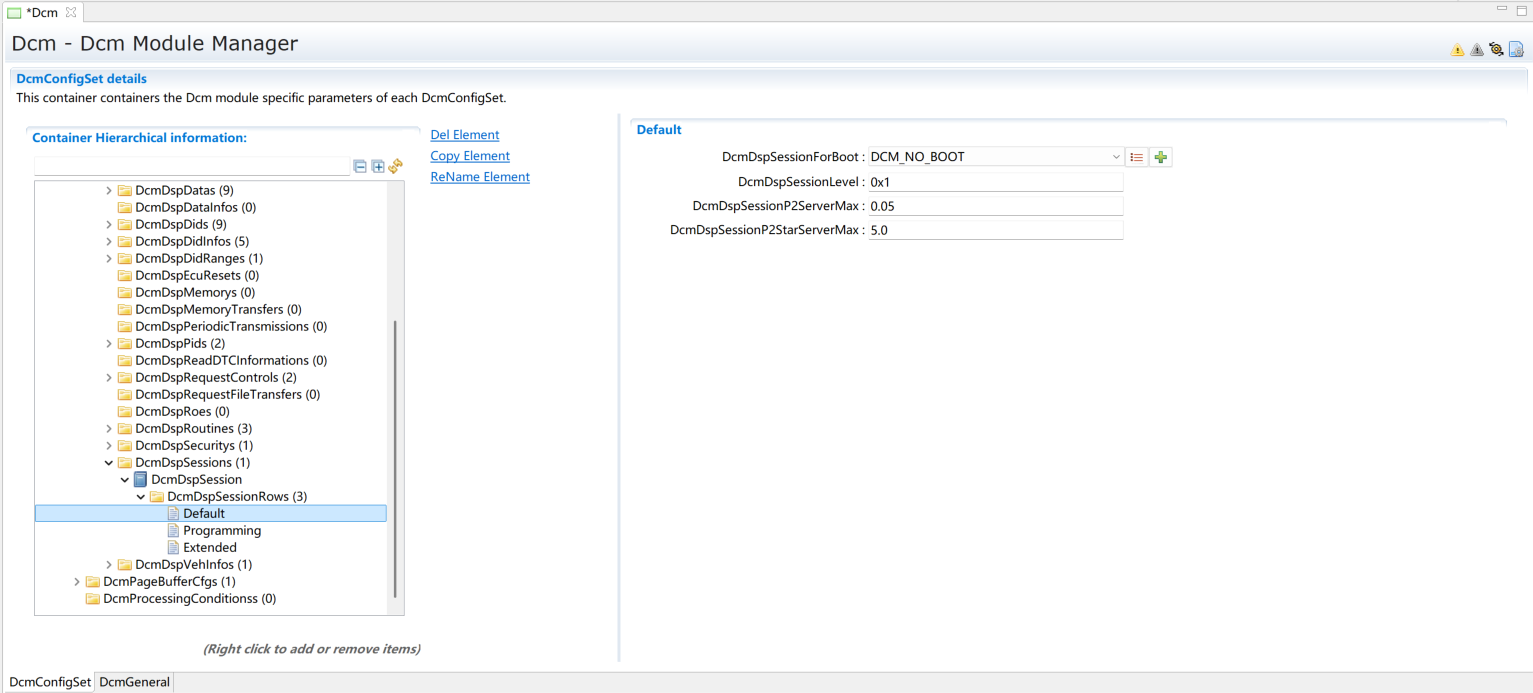 *Dcm
Dcm - Dcm Module Manager
DcmConfigSet details
This container containers the Dcm module specific parameters of each DcmConfigSet.
Container Hierarchical information:
Del Element
Copy Element
ReName Element
DcmDspDatas (9)
DcmDspDataInfos (0)
DcmDspDids (9)
DcmDspDidInfos (5)
DcmDspDidRanges (1)
DcmDspEcuResets (0)
DcmDspMemorys (0)
DcmDspMemoryTransfers (0)
DcmDspPeriodicTransmissions (0)
DcmDspPids (2)
DcmDspReadDTCInformations (0)
DcmDspRequestControls (2)
DcmDspRequestFileTransfers (0)
DcmDspRoes (0)
DcmDspRoutines (3)
DcmDspSecuritys (1)
DcmDspSessions (1)
DcmDspSession
DcmDspSessionRows (3)
Default
Programming
Extended
DcmDspVehInfos (1)
DcmPageBufferCfgs (1)
DcmProcessingConditionss (0)
(Right click to add or remove items)
Default
DcmDspSessionForBoot : DCM_NO_BOOT
DcmDspSessionLevel : 0x1
DcmDspSessionP2ServerMax : 0.05
DcmDspSessionP2StarServerMax : 5.0
DcmConfigSet DcmGeneral